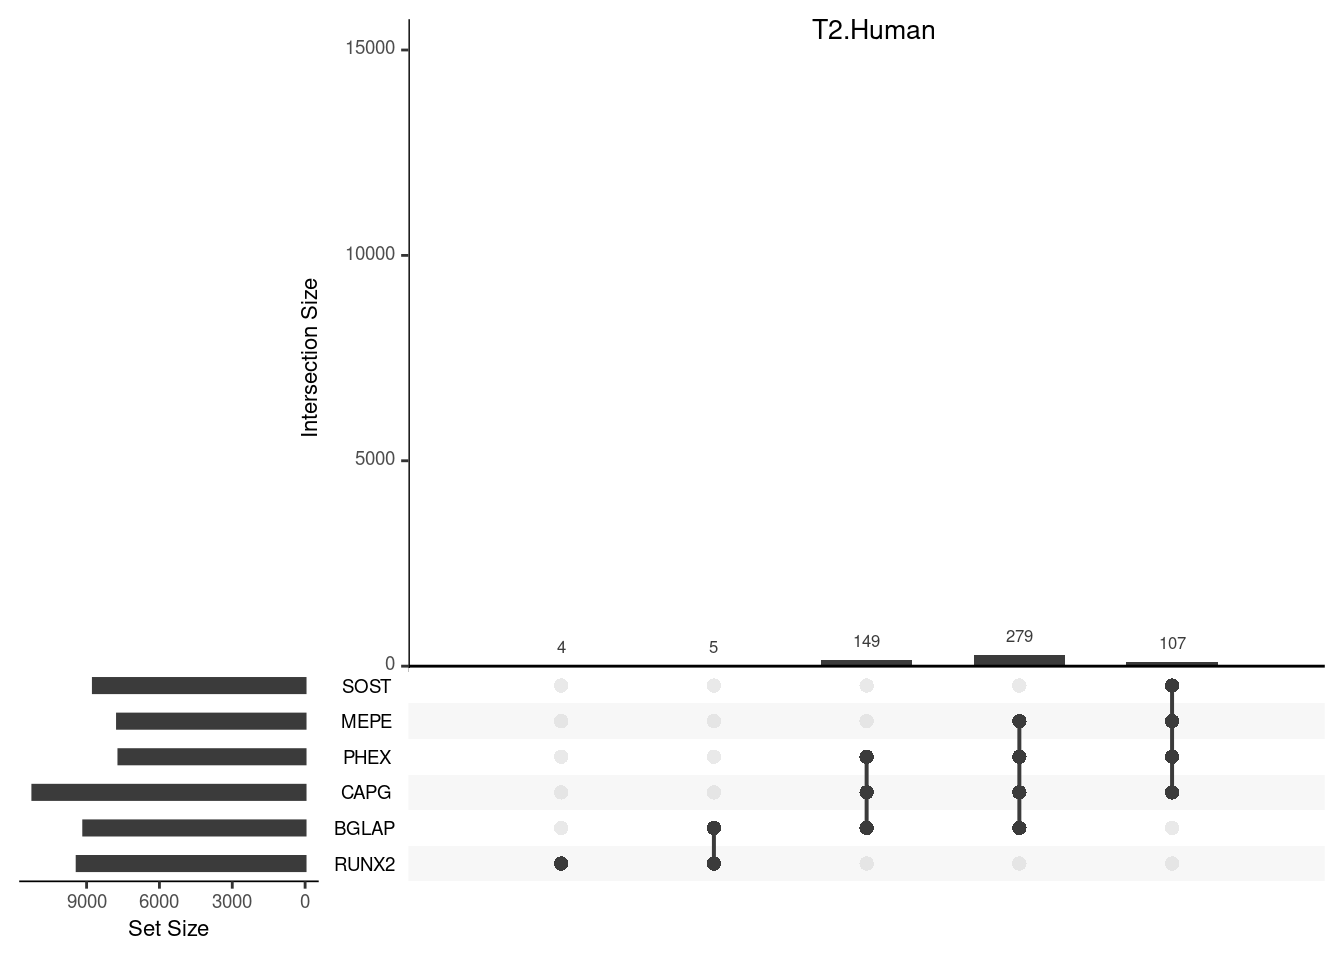 T2.Human
15000
10000
5000
0
Intersection Size
4
5
149
279
107
SOST
MEPE
PHEX
CAPG
BGLAP
RUNX2
9000 6000 3000 0
Set Size